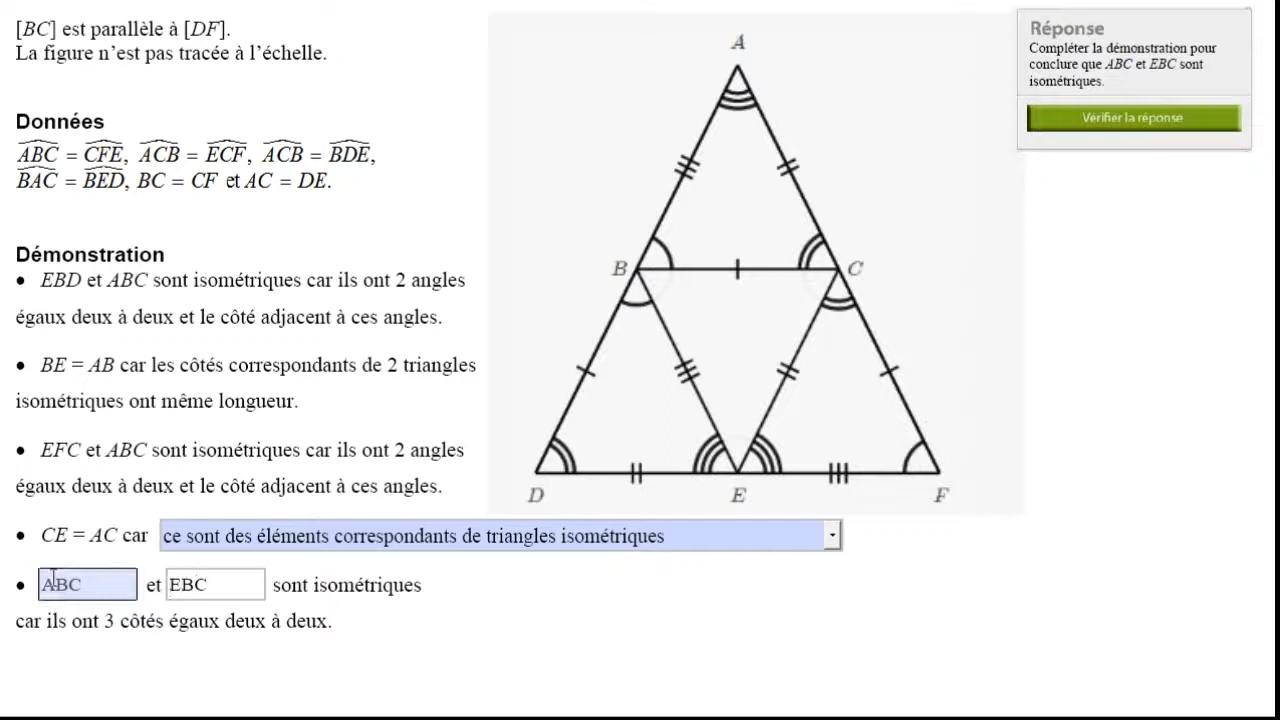 [BC] est parallèle à [DF].
La figure n’est pas tracée à l’échelle.
Données
ABC = CFE, ACB = ECF, ACB = BDE,
BAC = BED, BC = CF et AC = DE.
Démonstration
• EBD et ABC sont isométriques car ils ont 2 angles
égaux deux à deux et le côté adjacent à ces angles.
• BE = AB car les côtés correspondants de 2 triangles
isométriques ont même longueur.
• EFC et ABC sont isométriques car ils ont 2 angles
égaux deux à deux et le côté adjacent à ces angles.
• CE = AC car ce sont des éléments correspondants de triangles isométriques
• ABC et EBC sont isométriques
car ils ont 3 côtés égaux deux à deux.
A
B
C
D
E
F
Réponse
Compléter la démonstration pour
conclure que ABC et EBC sont
isométriques.
Vérifier la réponse